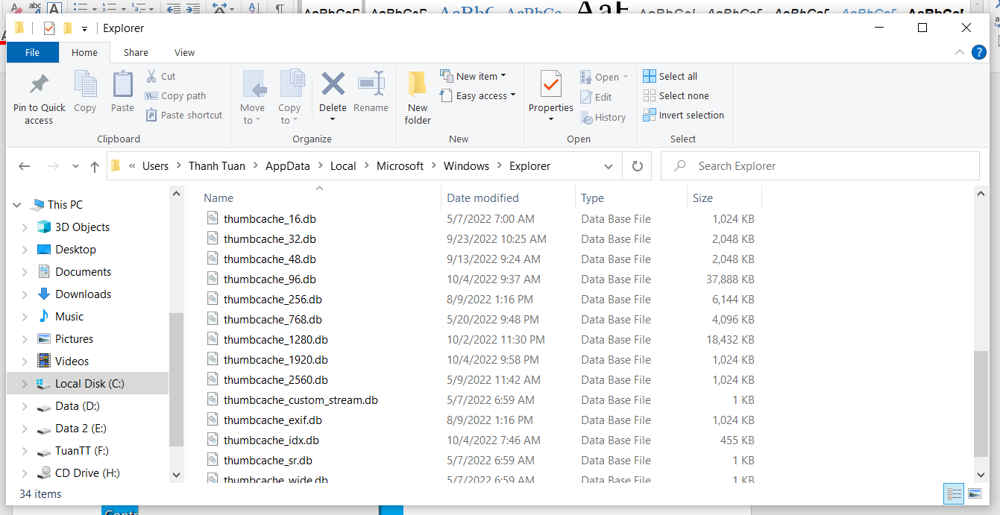 abc
A
Explorer
File Home Share View
Pin to Quick access
Copy
Paste
Cut
Copy path
Paste shortcut
Clipboard
Move to
Copy to
Delete
Rename
Organize
New folder
New item
Easy access
New
Properties
Open
Edit
History
Open
Select all
Select none
Invert selection
Select
« Users > Thanh Tuan > AppData > Local > Microsoft > Windows > Explorer
Search Explorer
This PC
3D Objects
Desktop
Documents
Downloads
Music
Pictures
Videos
Local Disk (C:)
Data (D:)
Data 2 (E:)
TuanTT (F:)
CD Drive (H:)
Name Date modified Type Size
thumbcache_16.db 5/7/2022 7:00 AM Data Base File 1,024 KB
thumbcache_32.db 9/23/2022 10:25 AM Data Base File 2,048 KB
thumbcache_48.db 9/13/2022 9:24 AM Data Base File 2,048 KB
thumbcache_96.db 10/4/2022 9:37 AM Data Base File 37,888 KB
thumbcache_256.db 8/9/2022 1:16 PM Data Base File 6,144 KB
thumbcache_768.db 5/20/2022 9:48 PM Data Base File 4,096 KB
thumbcache_1280.db 10/2/2022 11:30 PM Data Base File 18,432 KB
thumbcache_1920.db 10/4/2022 9:58 PM Data Base File 1,024 KB
thumbcache_2560.db 5/9/2022 11:42 AM Data Base File 1,024 KB
thumbcache_custom_stream.db 5/7/2022 6:59 AM Data Base File 1 KB
thumbcache_exif.db 8/9/2022 1:16 PM Data Base File 1,024 KB
thumbcache_idx.db 10/4/2022 7:46 AM Data Base File 455 KB
thumbcache_sr.db 5/7/2022 6:59 AM Data Base File 1 KB
thumbcache_wide.db 5/7/2022 6:59 AM Data Base File 1 KB
34 items